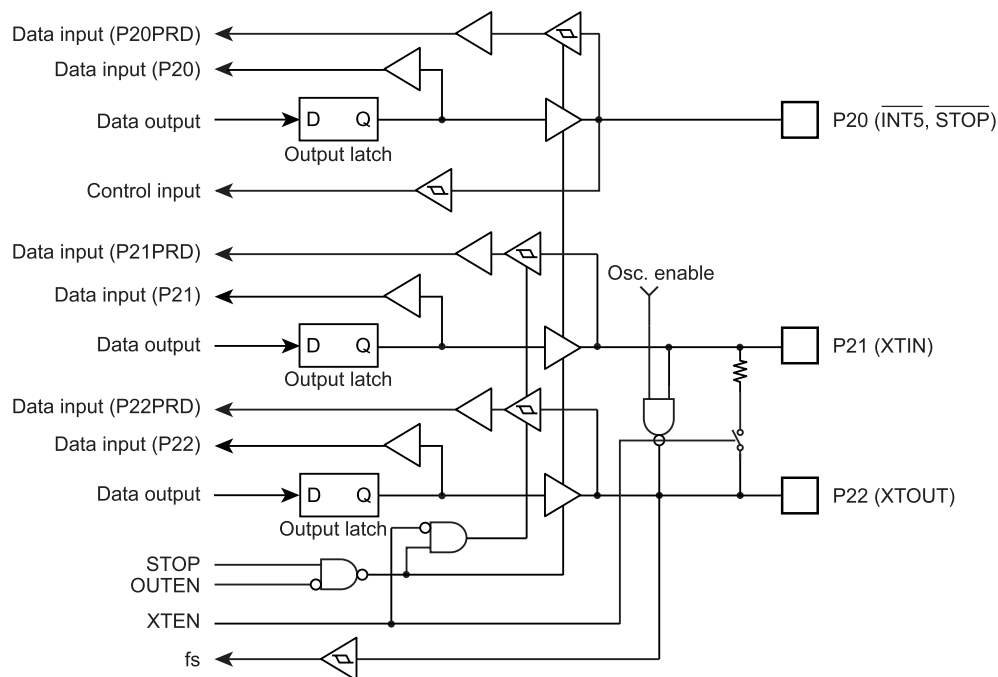 Data input (P20PRD)
Data input (P20)
Data output
D Q
Output latch
P20 (INT5, STOP)
Control input
Data input (P21PRD)
Osc. enable
Data input (P21)
Data output
D Q
Output latch
P21 (XTIN)
Data input (P22PRD)
Data input (P22)
Data output
D Q
Output latch
P22 (XTOUT)
STOP
OUTEN
XTEN
fs